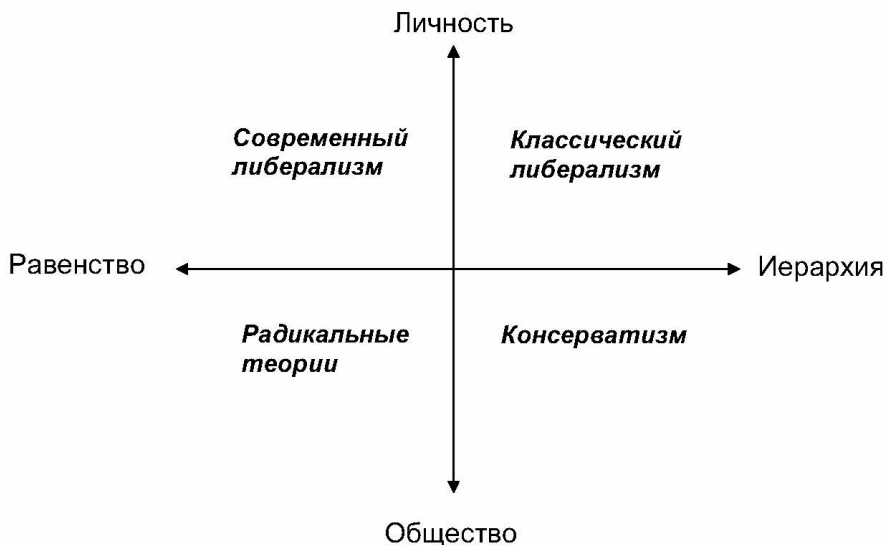 Личность
Современный
либерализм
Классический
либерализм
Равенство
Иерархия
Радикальные
теории
Консерватизм
Общество